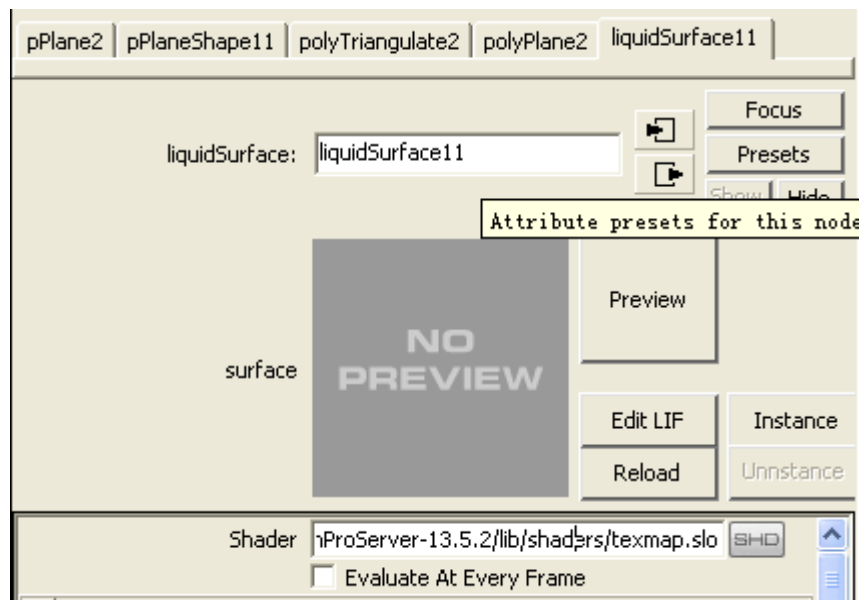 pPlane2 pPlaneShape11 polyTriangulate2 polyPlane2 liquidSurface11
Focus
liquidSurface: liquidSurface11
Presets
Show Hide
Attribute presets for this node
Preview
NO
PREVIEW
surface
Edit LIF Instance
Reload Unnstance
Shader nProServer-13.5.2/lib/shaders/texmap.slo SHD
Evaluate At Every Frame